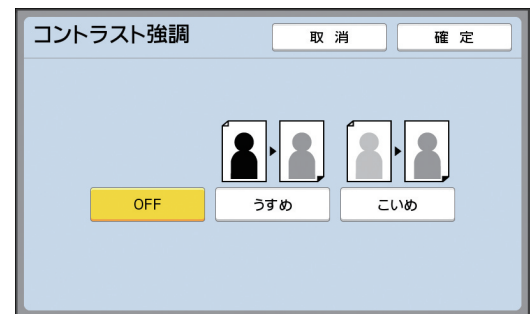 コントラスト強調
取 消
確 定
OFF
うすめ
こいめ